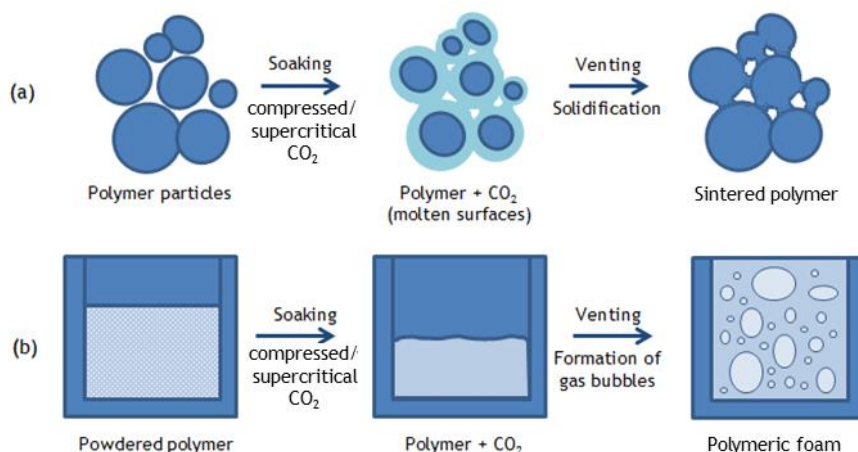 (a)
Soaking
compressed/
supercritical
CO₂
Venting
Solidification
Polymer particles
Polymer + CO₂
(molten surfaces)
Sintered polymer
(b)
Soaking
compressed/
supercritical
CO₂
Venting
Formation of
gas bubbles
Powdered polymer
Polymer + CO₂
Polymeric foam